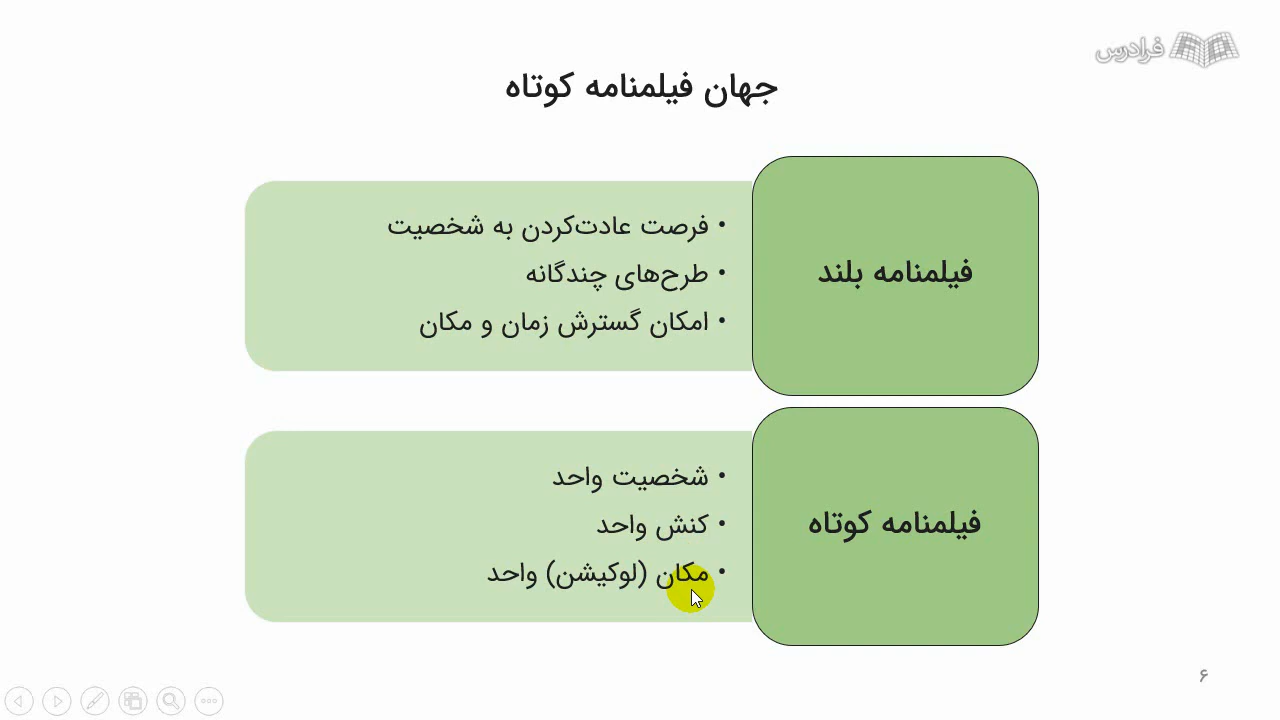 فرادرس
جهان فیلمنامه کوتاه
فیلمنامه بلند
• فرصت عادت‌کردن به شخصیت
• طرح‌های چندگانه
• امکان گسترش زمان و مکان
فیلمنامه کوتاه
• شخصیت واحد
• کنش واحد
• مکان (لوکیشن) واحد
۶